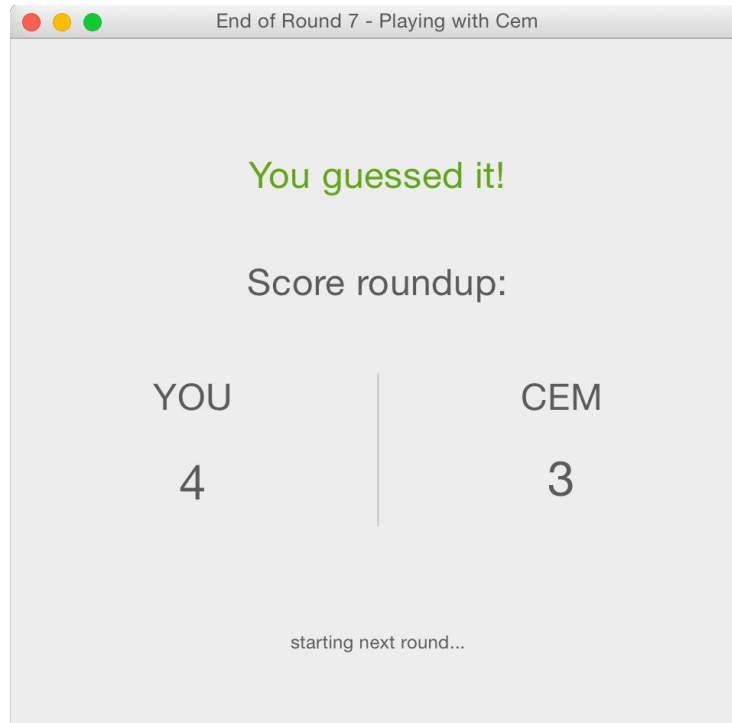 End of Round 7 - Playing with Cem
You guessed it!
Score roundup:
YOU
CEM
4
3
starting next round...